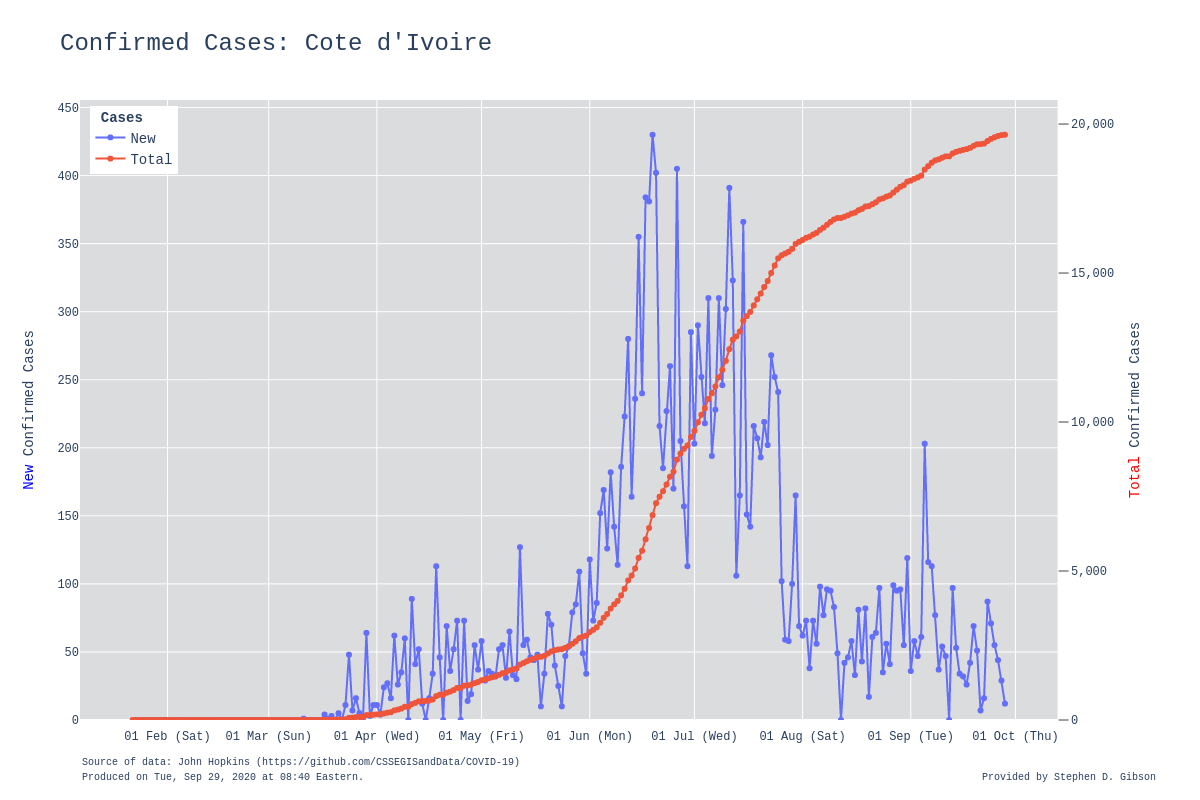 Confirmed Cases: Cote d'Ivoire
Cases
New
Total
450
400
350
300
250
200
150
100
50
0
20,000
15,000
10,000
5,000
0
New Confirmed Cases
Total Confirmed Cases
01 Feb (Sat) 01 Mar (Sun) 01 Apr (Wed) 01 May (Fri) 01 Jun (Mon) 01 Jul (Wed) 01 Aug (Sat) 01 Sep (Tue) 01 Oct (Thu)
Source of data: John Hopkins (https://github.com/CSSEGISandData/COVID-19)
Produced on Tue, Sep 29, 2020 at 08:40 Eastern.
Provided by Stephen D. Gibson